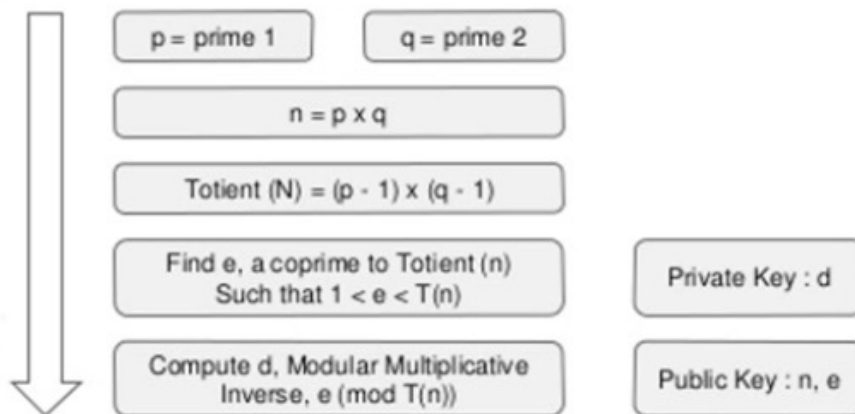 p = prime 1
q = prime 2
n = p x q
Totient (N) = (p - 1) x (q - 1)
Find e, a coprime to Totient (n)
Such that 1 < e < T(n)
Private Key : d
Compute d, Modular Multiplicative
Inverse, e (mod T(n))
Public Key : n, e